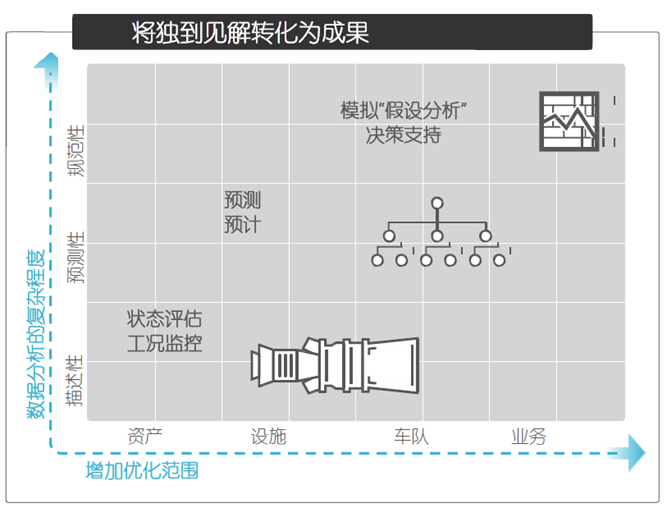 将独到见解转化为成果
模拟“假设分析”
决策支持
规范性
预测
预计
预测性
数据分析的复杂程度
状态评估
工况监控
描述性
资产
设施
车队
业务
增加优化范围